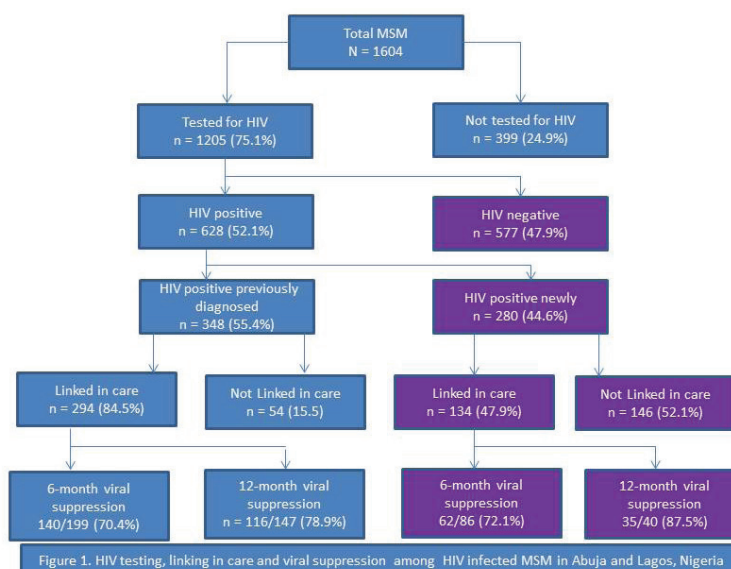 Total MSM
N = 1604
Tested for HIV
n = 1205 (75.1%)
Not tested for HIV
n = 399 (24.9%)
HIV positive
n = 628 (52.1%)
HIV negative
n = 577 (47.9%)
HIV positive previously
diagnosed
n = 348 (55.4%)
HIV positive newly
n = 280 (44.6%)
Linked in care
n = 294 (84.5%)
Not Linked in care
n = 54 (15.5)
Linked in care
n = 134 (47.9%)
Not Linked in care
n = 146 (52.1%)
6-month viral
suppression
140/199 (70.4%)
12-month viral
suppression
n = 116/147 (78.9%)
6-month viral
suppression
62/86 (72.1%)
12-month viral
suppression
35/40 (87.5%)
Figure 1. HIV testing, linking in care and viral suppression among HIV infected MSM in Abuja and Lagos, Nigeria